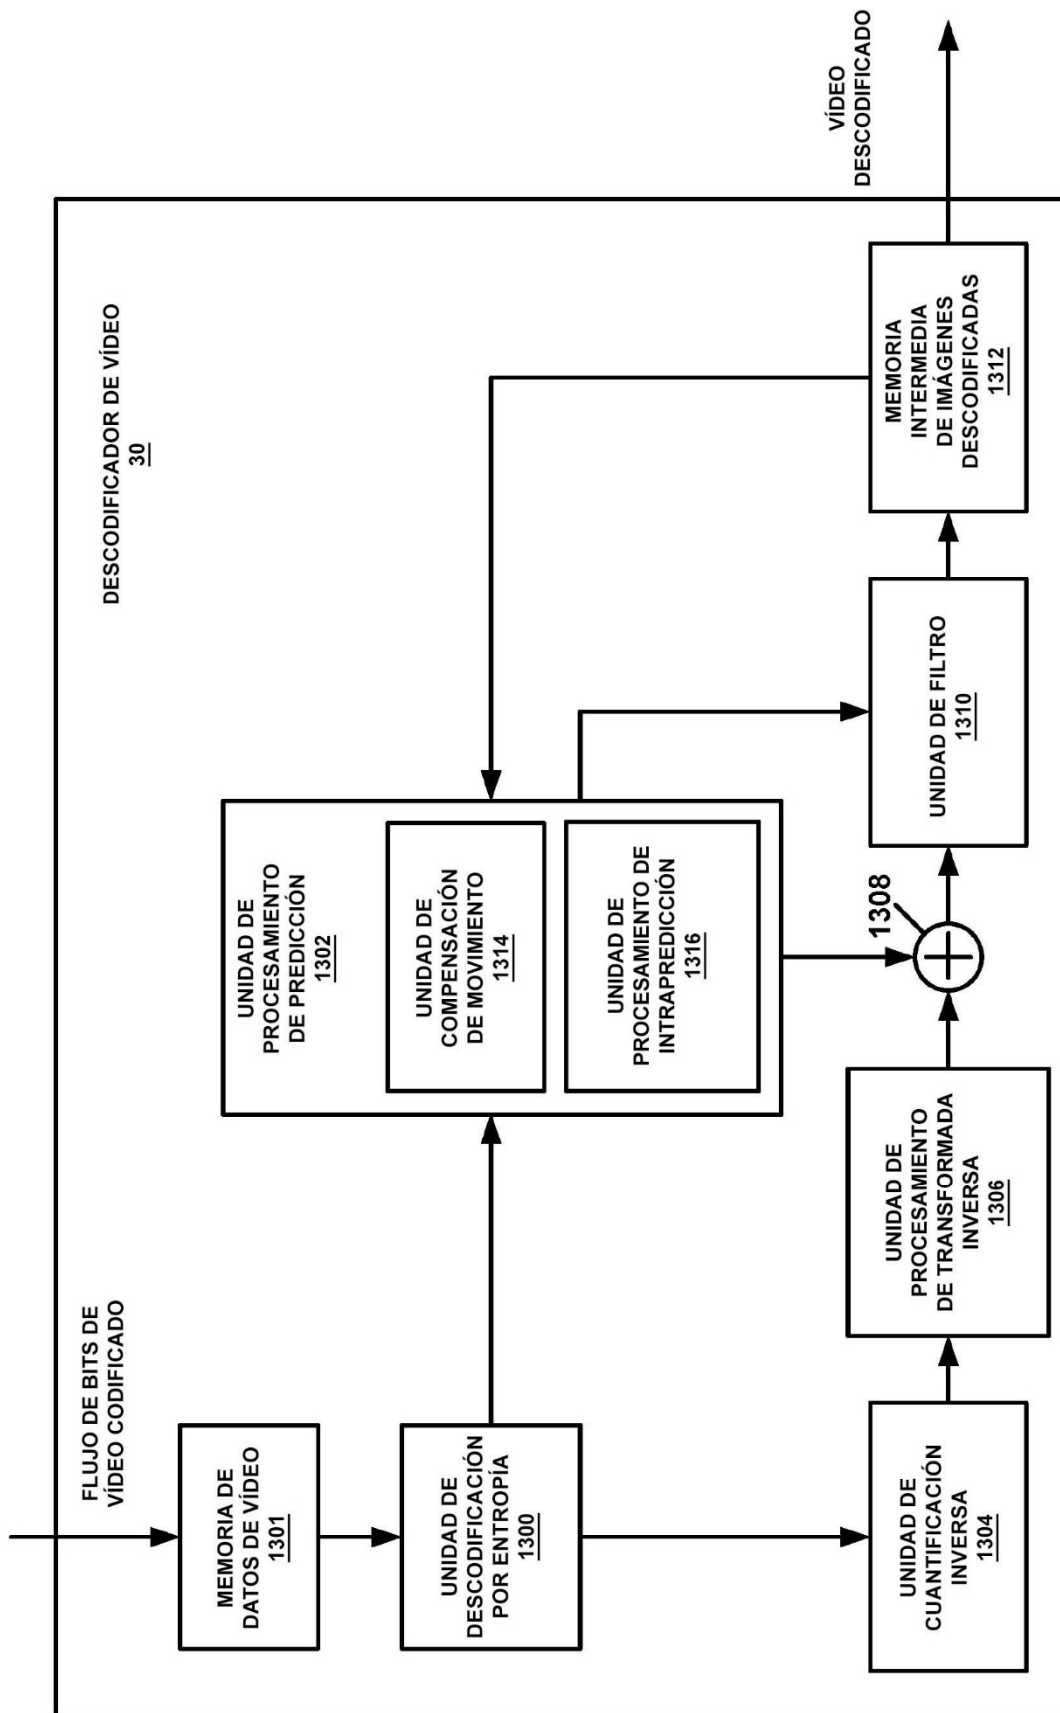 FLUJO DE BITS DE
VÍDEO CODIFICADO
DESCODIFICADOR DE VÍDEO
30
VÍDEO
DESCODIFICADO
MEMORIA DE
DATOS DE VÍDEO
1301
UNIDAD DE
DESCODIFICACIÓN
POR ENTROPÍA
1300
UNIDAD DE
PROCESAMIENTO
DE PREDICCIÓN
1302
UNIDAD DE
COMPENSACIÓN
DE MOVIMIENTO
1314
UNIDAD DE
PROCESAMIENTO DE
INTRAPREDICCIÓN
1316
UNIDAD DE
CUANTIFICACIÓN
INVERSA
1304
UNIDAD DE
PROCESAMIENTO
DE TRANSFORMADA
INVERSA
1306
1308
UNIDAD DE FILTRO
1310
MEMORIA
INTERMEDIA
DE IMÁGENES
DESCODIFICADAS
1312